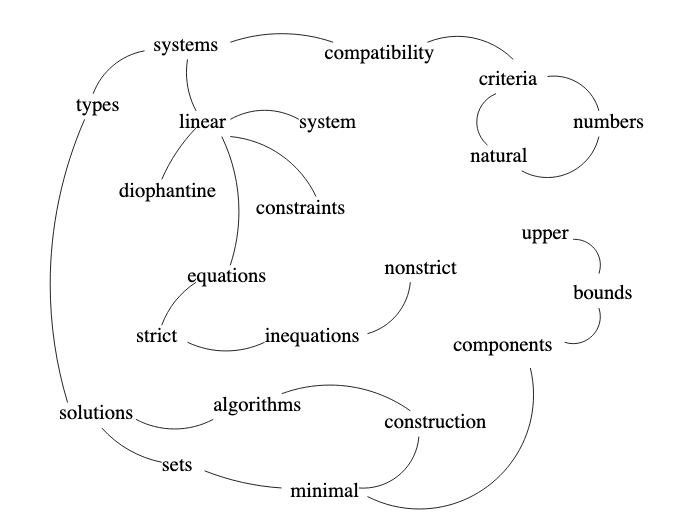 systems
compatibility
criteria
types
linear
system
numbers
natural
diophantine
constraints
upper
equations
nonstrict
bounds
strict
inequations
components
solutions
algorithms
construction
sets
minimal